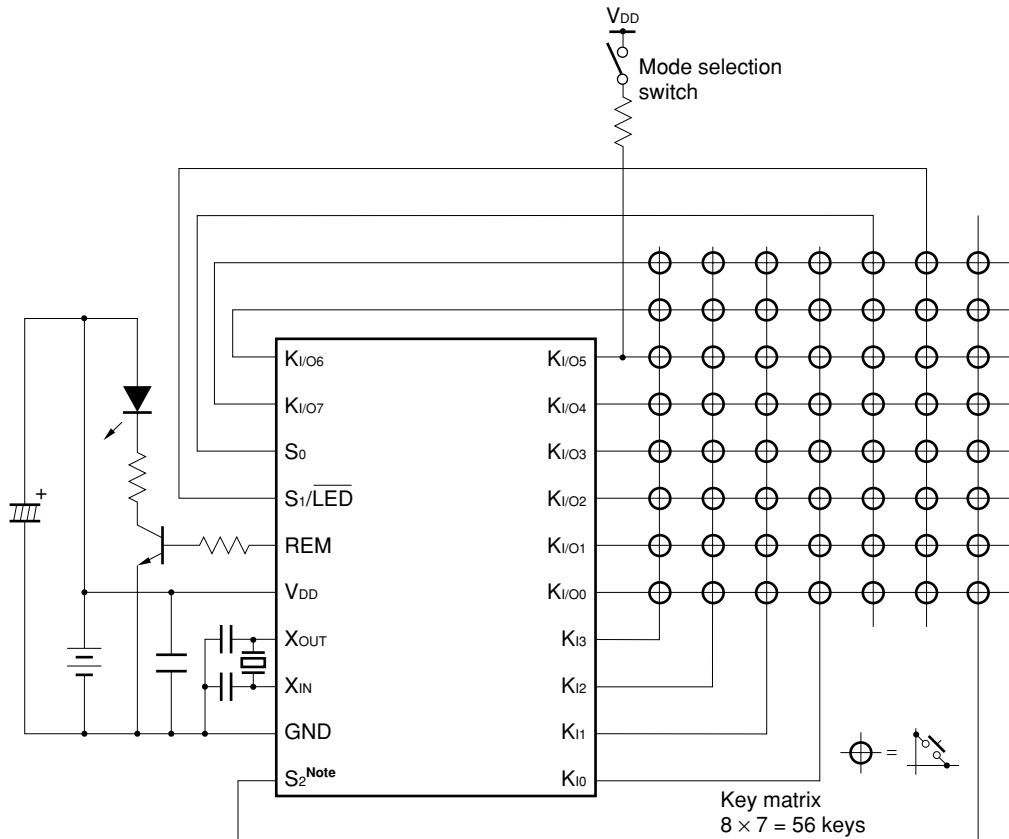 VDD
Mode selection
switch
KI/O6
KI/O5
KI/O7
KI/O4
S0
KI/O3
S1/LED
KI/O2
+
REM
KI/O1
VDD
KI/O0
XOUT
KI3
XIN
KI2
GND
KI1
=
S2Note
KI0
Key matrix
8 × 7 = 56 keys